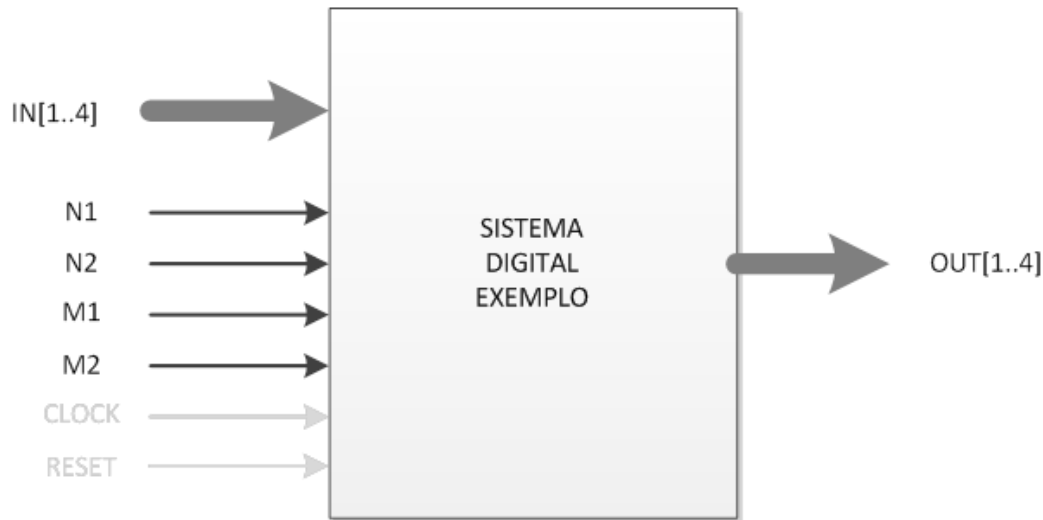 IN[1..4]
N1
N2
M1
M2
CLOCK
RESET
SISTEMA
DIGITAL
EXEMPLO
OUT[1..4]